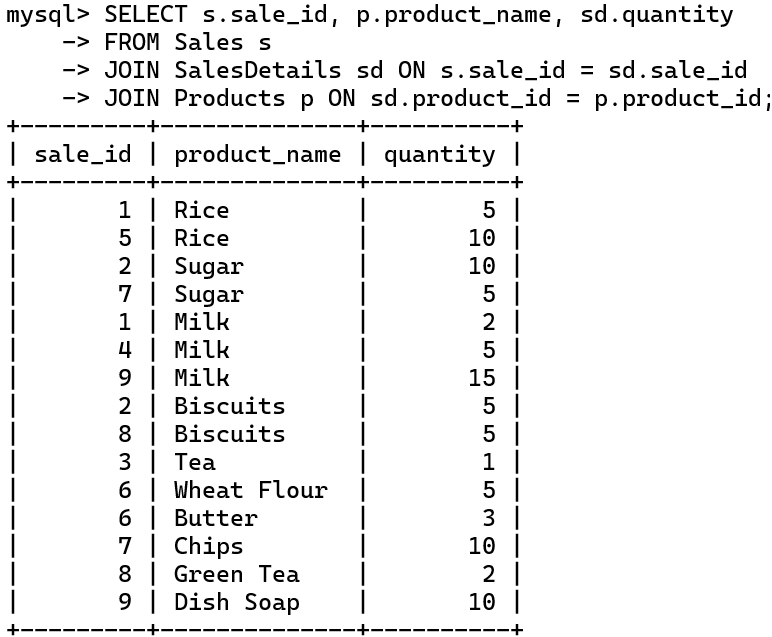 mysql> SELECT s.sale_id, p.product_name, sd.quantity
    -> FROM Sales s
    -> JOIN SalesDetails sd ON s.sale_id = sd.sale_id
    -> JOIN Products p ON sd.product_id = p.product_id;
+---------+--------------+----------+
| sale_id | product_name | quantity |
+---------+--------------+----------+
|       1 | Rice         |        5 |
|       5 | Rice         |       10 |
|       2 | Sugar        |       10 |
|       7 | Sugar        |        5 |
|       1 | Milk         |        2 |
|       4 | Milk         |        5 |
|       9 | Milk         |       15 |
|       2 | Biscuits     |        5 |
|       8 | Biscuits     |        5 |
|       3 | Tea          |        1 |
|       6 | Wheat Flour  |        5 |
|       6 | Butter       |        3 |
|       7 | Chips        |       10 |
|       8 | Green Tea    |        2 |
|       9 | Dish Soap    |       10 |
+---------+--------------+----------+